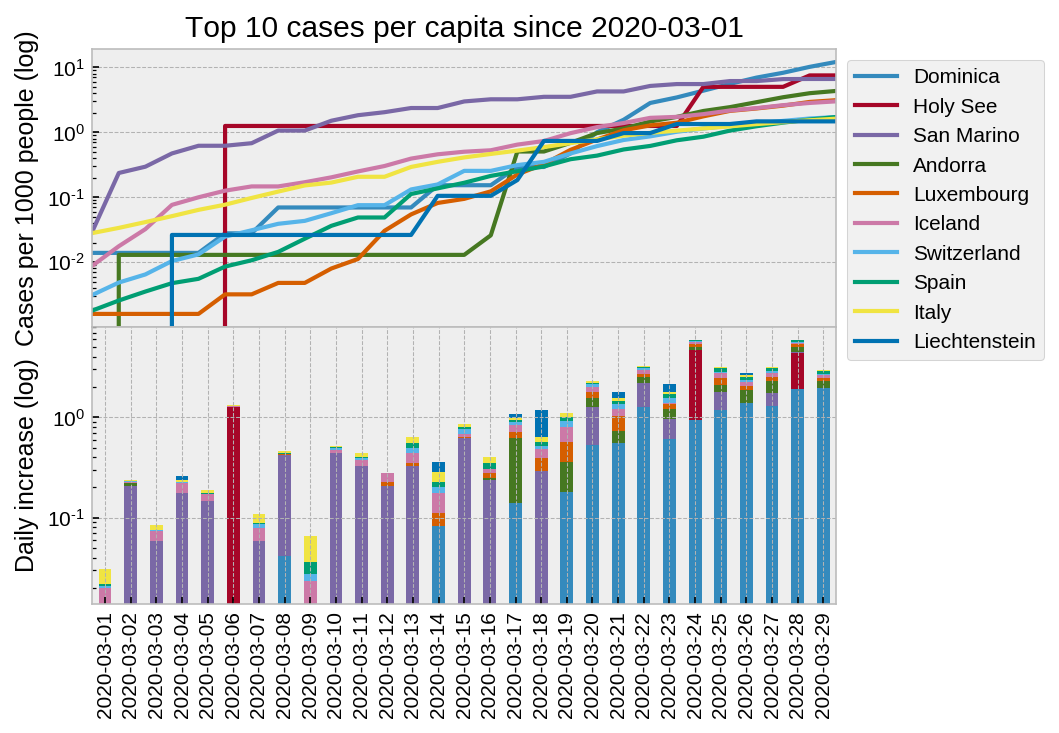 Top 10 cases per capita since 2020-03-01
Cases per 1000 people (log)
10^1
10^0
10^-1
10^-2
Dominica
Holy See
San Marino
Andorra
Luxembourg
Iceland
Switzerland
Spain
Italy
Liechtenstein
Daily increase (log)
10^0
10^-1
2020-03-01
2020-03-02
2020-03-03
2020-03-04
2020-03-05
2020-03-06
2020-03-07
2020-03-08
2020-03-09
2020-03-10
2020-03-11
2020-03-12
2020-03-13
2020-03-14
2020-03-15
2020-03-16
2020-03-17
2020-03-18
2020-03-19
2020-03-20
2020-03-21
2020-03-22
2020-03-23
2020-03-24
2020-03-25
2020-03-26
2020-03-27
2020-03-28
2020-03-29